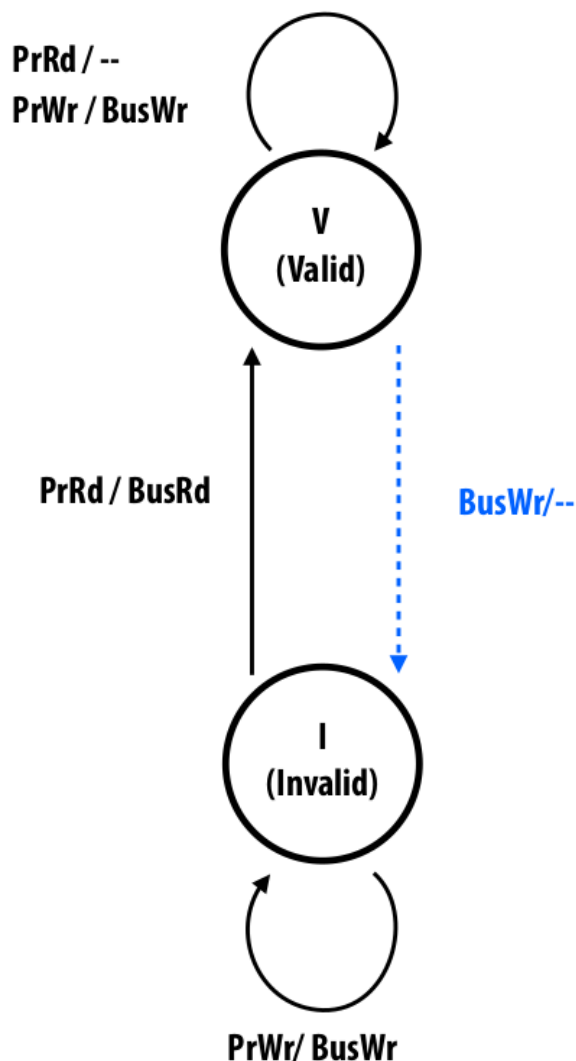 PrRd / --
PrWr / BusWr
V
(Valid)
PrRd / BusRd
BusWr/--
I
(Invalid)
PrWr/ BusWr